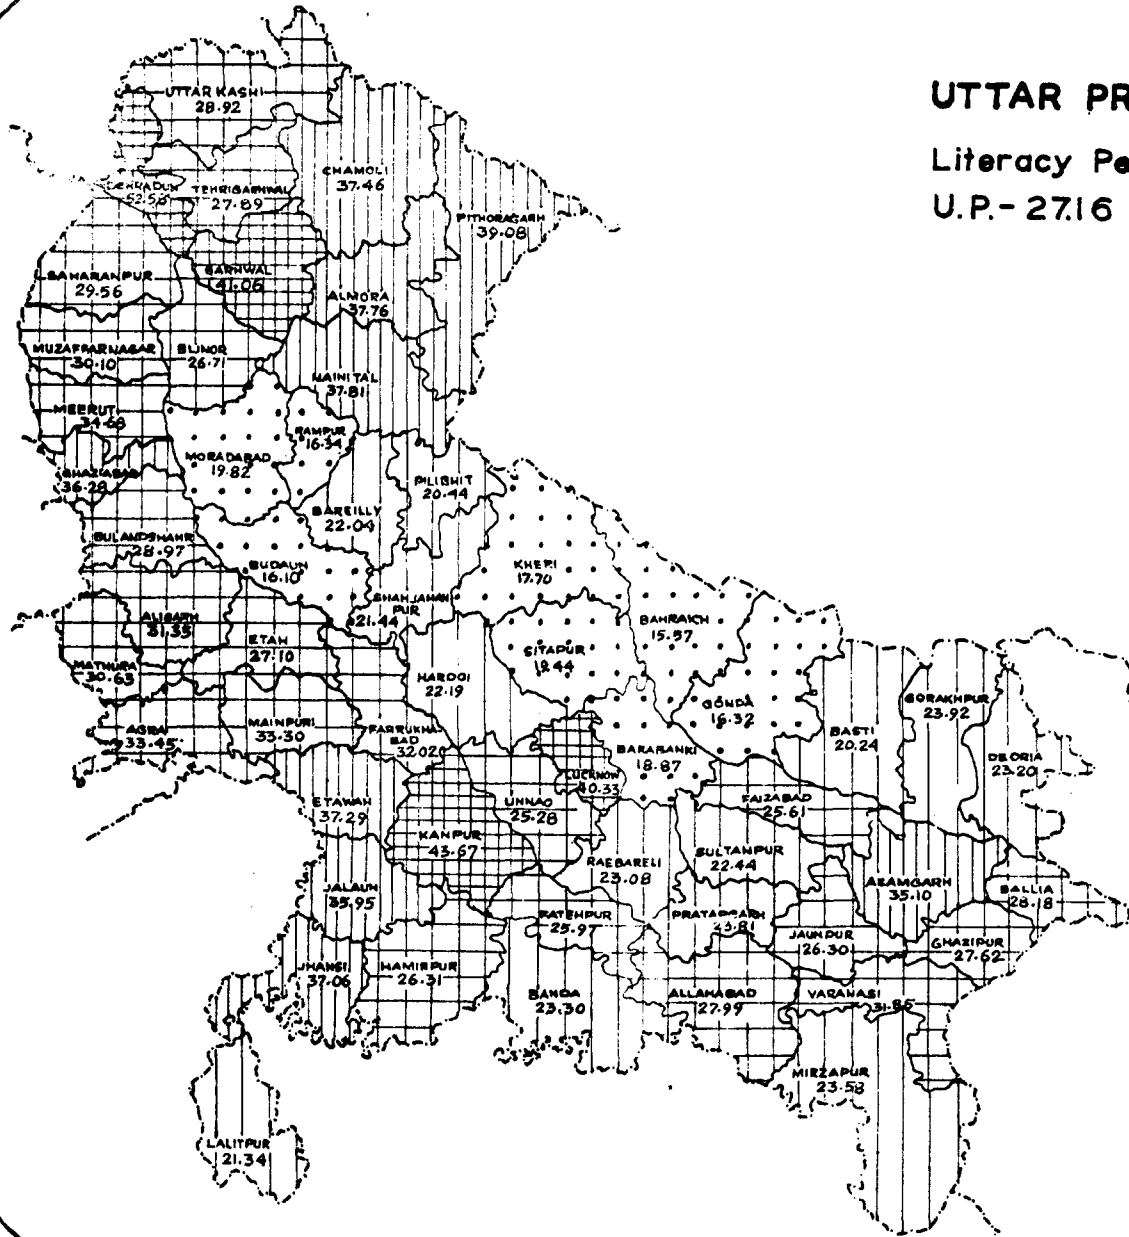 UTTAR PR
Literacy Pe
U.P.- 27.16
UTTAR KASHI
28.92
CHAMOLI
37.46
DEHRADUN
52.58
TEHRIGARHWAL
27.89
PITHORAGARH
39.08
SAHARANPUR
29.56
GARHWAL
41.06
ALMORA
37.76
MUZAFFARNAGAR
30.10
BIJNOR
26.71
NAINITAL
37.81
MEERUT
34.68
RAMPUR
16.34
MORADABAD
19.82
GHAZIABAD
36.28
PILIBHIT
20.44
BAREILLY
22.04
BULANDSHAHR
28.97
BUDAUN
16.10
KHERI
17.70
SHAHJAHAN
PUR
21.44
ALIGARH
31.35
BAHRAICH
15.57
ETAH
27.10
SITAPUR
19.44
MATHURA
30.63
HARDOI
22.19
GONDA
16.32
GORAKHPUR
23.92
AGRA
33.45
MAINPURI
33.30
FARRUKHA
BAD
32.02
BASTI
20.24
BARABANKI
18.87
DEORIA
23.20
LUCKNOW
40.33
ETAWAH
37.29
UNNAO
25.28
FAIZABAD
25.61
KANPUR
43.67
RAEBARELI
23.08
SULTANPUR
22.44
JALAUN
35.95
AZAMGARH
35.10
BALLIA
28.18
FATEHPUR
25.97
PRATAPGARH
23.81
JAUNPUR
26.30
GHAZIPUR
27.62
JHANSI
37.06
HAMIRPUR
26.31
BANDA
23.30
ALLAHABAD
27.99
VARANASI
31.85
MIRZAPUR
23.58
LALITPUR
21.34